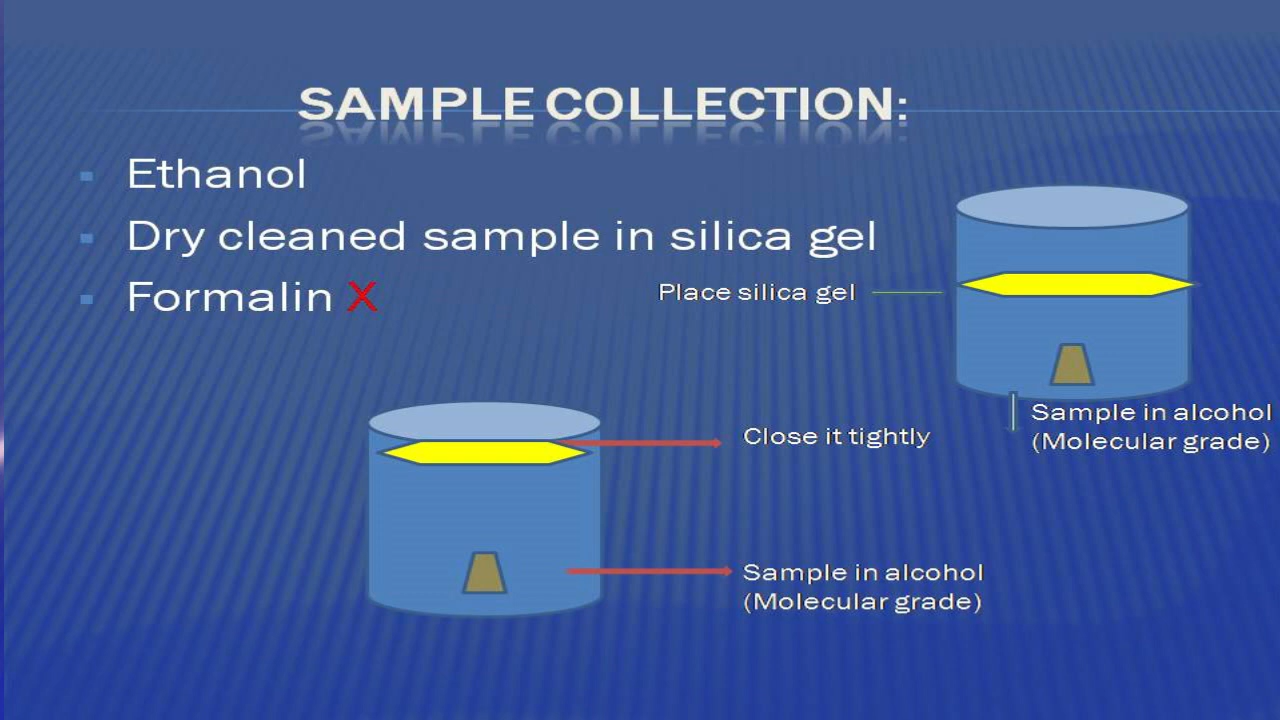 SAMPLE COLLECTION:
Ethanol
Dry cleaned sample in silica gel
Formalin X
Place silica gel
Sample in alcohol
(Molecular grade)
Close it tightly
Sample in alcohol
(Molecular grade)